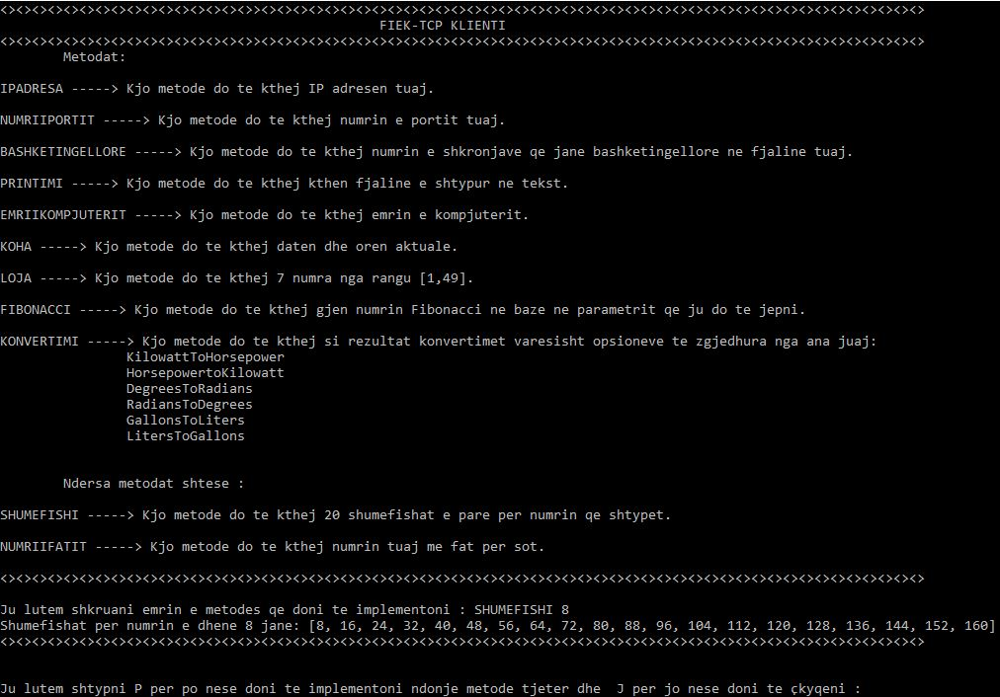 <><><><><><><><><><><><><><><><>><><><><><><><><><><><><><><><><><><><><><><><><><><><><><><><><><><><><><><><><><><>
FIEK-TCP KLIENTI
<><><><><><><><><><><><><><><><>><><><><><><><><><><><><><><><><><><><><><><><><><><><><><><><><><><><><><><><><><><>
Metodat:
IPADRESA -----> Kjo metode do te kthej IP adresen tuaj.
NUMRIIPORTIT -----> Kjo metode do te kthej numrin e portit tuaj.
BASHKETINGELLORE -----> Kjo metode do te kthej numrin e shkronjave qe jane bashketingellore ne fjaline tuaj.
PRINTIMI -----> Kjo metode do te kthej kthen fjaline e shtypur ne tekst.
EMRIIKOMPJUTERIT -----> Kjo metode do te kthej emrin e kompjuterit.
KOHA -----> Kjo metode do te kthej daten dhe oren aktuale.
LOJA -----> Kjo metode do te kthej 7 numra nga rangu [1,49].
FIBONACCI -----> Kjo metode do te kthej gjen numrin Fibonacci ne baze ne parametrit qe ju do te jepni.
KONVERTIMI -----> Kjo metode do te kthej si rezultat konvertimet varesisht opsioneve te zgjedhura nga ana juaj:
KilowattToHorsepower
HorsepowertoKilowatt
DegreesToRadians
RadiansToDegrees
GallonsToLiters
LitersToGallons
Ndersa metodat shtese :
SHUMEFISHI -----> Kjo metode do te kthej 20 shumefishat e pare per numrin qe shtypet.
NUMRIIFATIT -----> Kjo metode do te kthej numrin tuaj me fat per sot.
<><><><><><><><><><><><><><><><>><><><><><><><><><><><><><><><><><><><><><><><><><><><><><><><><><><><><><><><><><><>
Ju lutem shkruani emrin e metodes qe doni te implementoni : SHUMEFISHI 8
Shumefishat per numrin e dhene 8 jane: [8, 16, 24, 32, 40, 48, 56, 64, 72, 80, 88, 96, 104, 112, 120, 128, 136, 144, 152, 160]
<><><><><><><><><><><><><><><><>><><><><><><><><><><><><><><><><><><><><><><><><><><><><><><><><><><><><><><><><><><>
Ju lutem shtypni P per po nese doni te implementoni ndonje metode tjeter dhe  J per jo nese doni te çkyqeni :